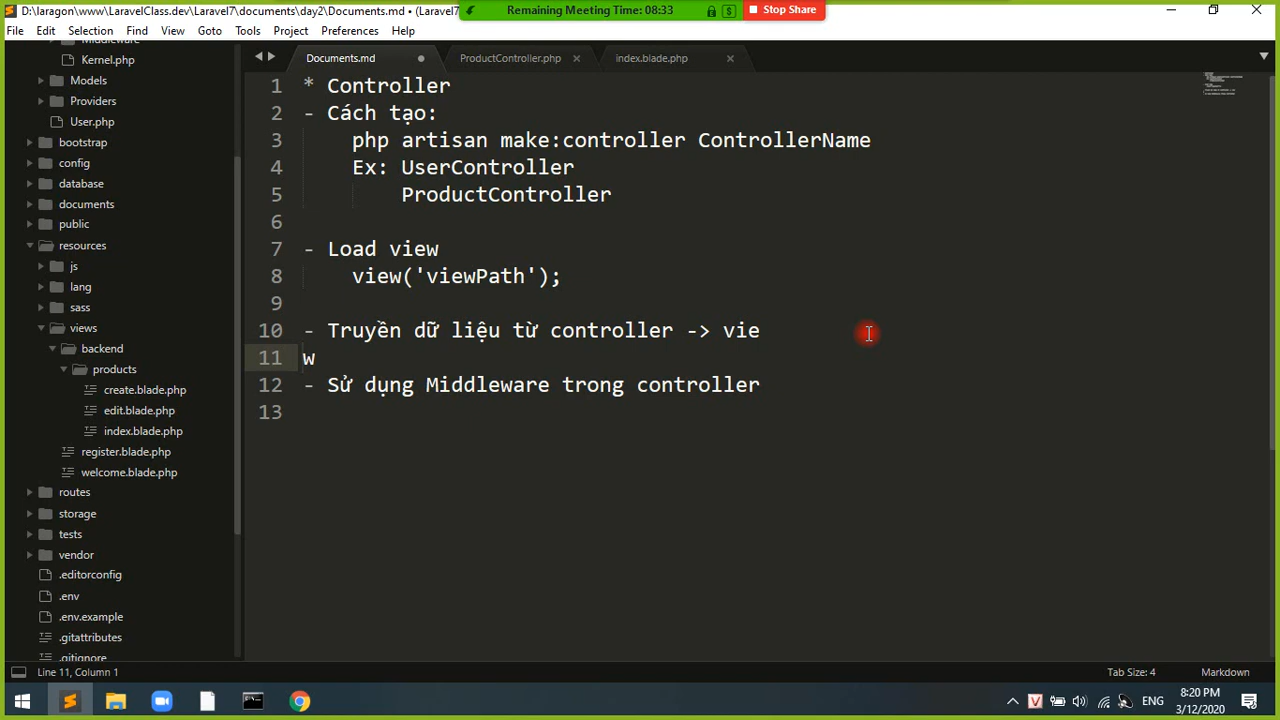 D:\laragon\www\LaravelClass.dev\Laravel7\documents\day2\Documents.md • (Laravel7
Remaining Meeting Time: 08:33
Stop Share
File Edit Selection Find View Goto Tools Project Preferences Help
Kernel.php
Models
Providers
User.php
bootstrap
config
database
documents
public
resources
js
lang
sass
views
backend
products
create.blade.php
edit.blade.php
index.blade.php
register.blade.php
welcome.blade.php
routes
storage
tests
vendor
.editorconfig
.env
.env.example
.gitattributes
.gitignore
Documents.md
ProductController.php
index.blade.php
1 * Controller
2 - Cách tạo:
3 php artisan make:controller ControllerName
4 Ex: UserController
5 ProductController
6
7 - Load view
8 view('viewPath');
9
10 - Truyền dữ liệu từ controller -> vie
11 w
12 - Sử dụng Middleware trong controller
13
Line 11, Column 1
Tab Size: 4
Markdown
ENG
8:20 PM
3/12/2020